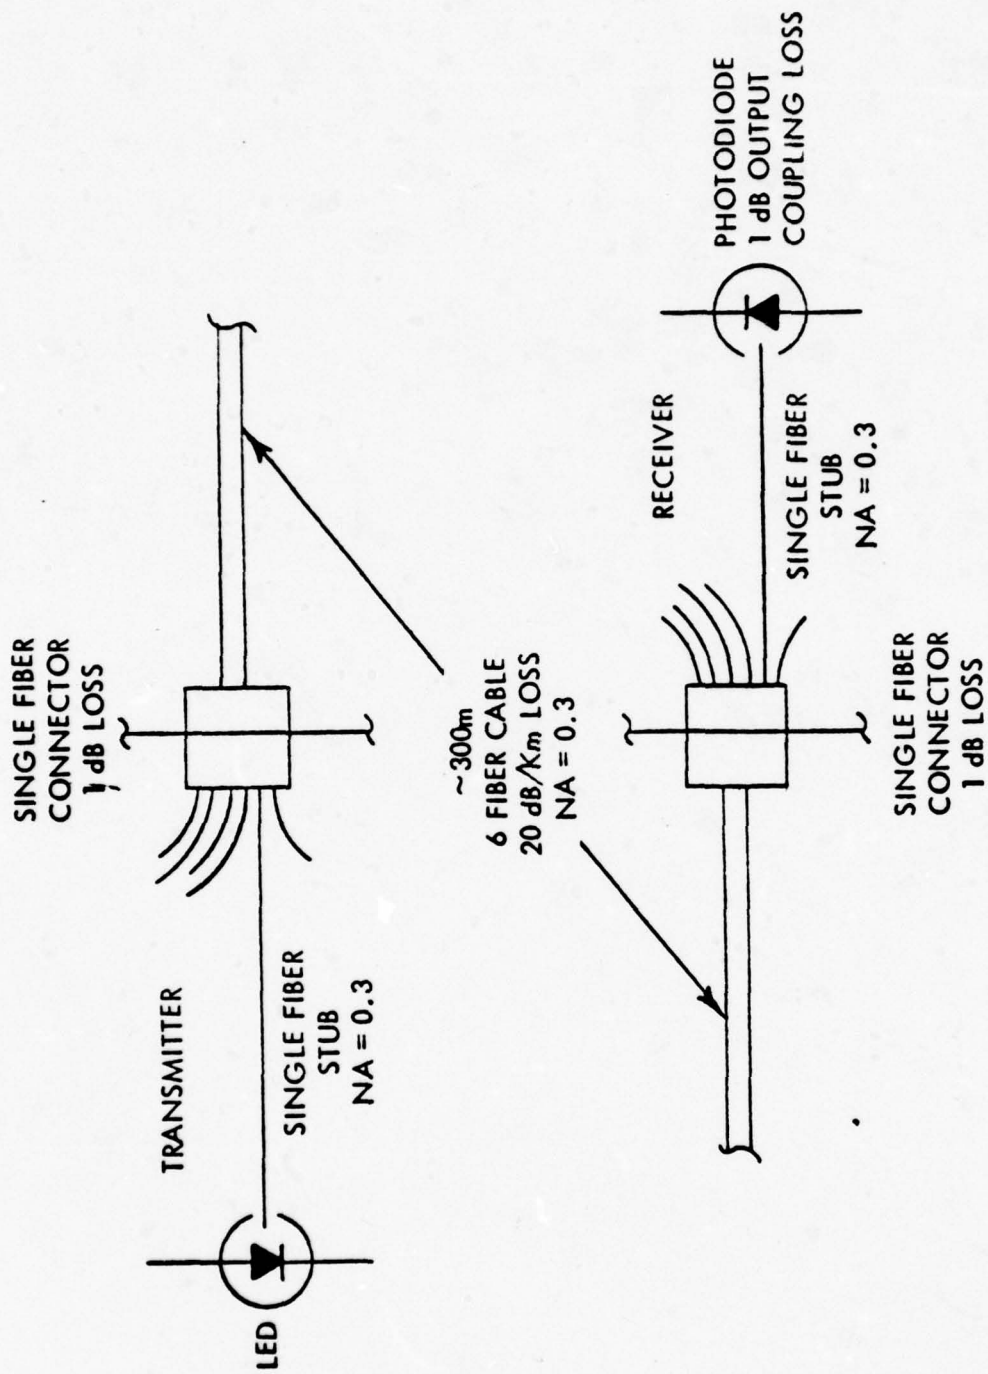 SINGLE FIBER
CONNECTOR
1 dB LOSS
TRANSMITTER
LED
SINGLE FIBER
STUB
NA = 0.3
~300m
6 FIBER CABLE
20 dB/Km LOSS
NA = 0.3
RECEIVER
PHOTODIODE
1 dB OUTPUT
COUPLING LOSS
SINGLE FIBER
STUB
NA = 0.3
SINGLE FIBER
CONNECTOR
1 dB LOSS